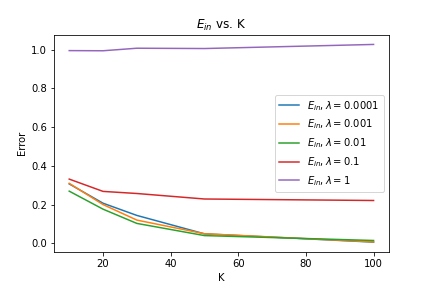 E_in vs. K
Error
1.0
0.8
0.6
0.4
0.2
0.0
E_in, λ = 0.0001
E_in, λ = 0.001
E_in, λ = 0.01
E_in, λ = 0.1
E_in, λ = 1
20 40 60 80 100
K